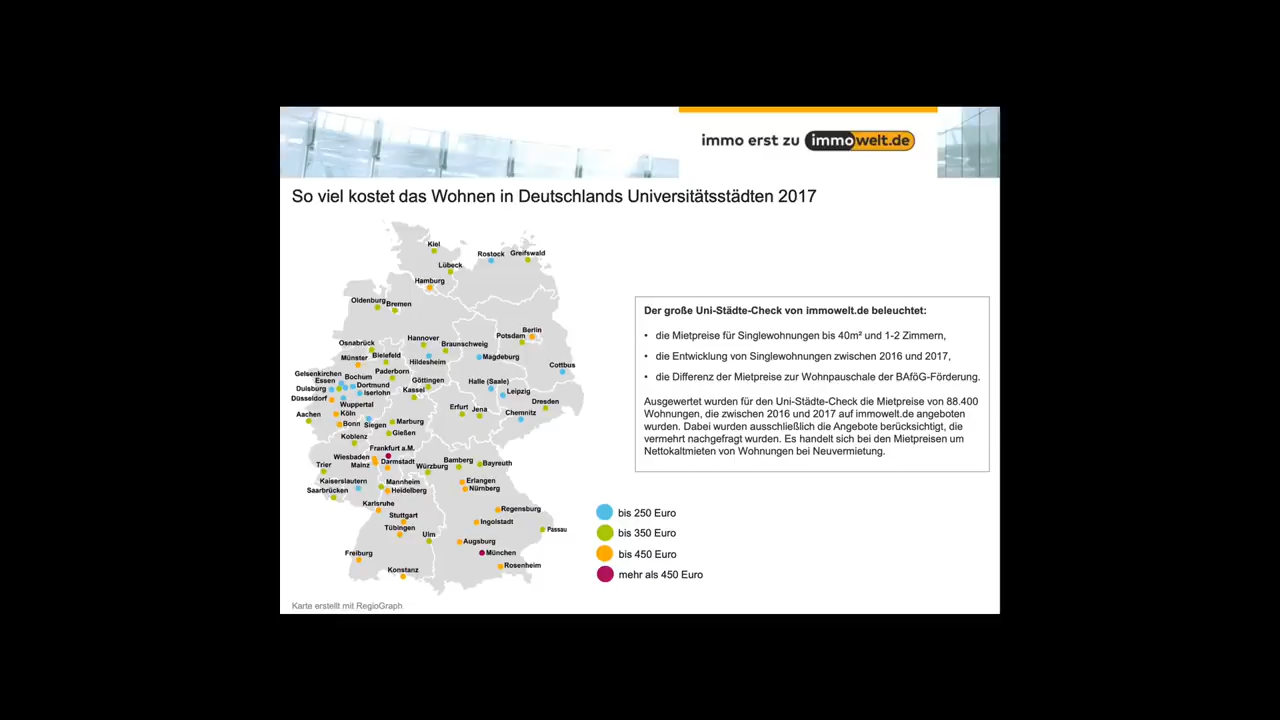 immo erst zu immowelt.de
So viel kostet das Wohnen in Deutschlands Universitätsstädten 2017
Kiel
Rostock
Greifswald
Lübeck
Hamburg
Oldenburg
Bremen
Berlin
Potsdam
Hannover
Braunschweig
Osnabrück
Münster
Bielefeld
Hildesheim
Magdeburg
Cottbus
Paderborn
Gelsenkirchen
Bochum
Essen
Göttingen
Halle (Saale)
Dortmund
Duisburg
Iserlohn
Kassel
Leipzig
Düsseldorf
Wuppertal
Dresden
Erfurt
Jena
Chemnitz
Aachen
Köln
Bonn
Siegen
Marburg
Gießen
Koblenz
Frankfurt a.M.
Wiesbaden
Mainz
Darmstadt
Trier
Würzburg
Bamberg
Bayreuth
Kaiserslautern
Mannheim
Erlangen
Saarbrücken
Heidelberg
Nürnberg
Karlsruhe
Regensburg
Stuttgart
Ingolstadt
Tübingen
Passau
Ulm
Augsburg
Freiburg
München
Konstanz
Rosenheim
Der große Uni-Städte-Check von immowelt.de beleuchtet:
• die Mietpreise für Singlewohnungen bis 40m² und 1-2 Zimmern,
• die Entwicklung von Singlewohnungen zwischen 2016 und 2017,
• die Differenz der Mietpreise zur Wohnpauschale der BAföG-Förderung.
Ausgewertet wurden für den Uni-Städte-Check die Mietpreise von 88.400
Wohnungen, die zwischen 2016 und 2017 auf immowelt.de angeboten
wurden. Dabei wurden ausschließlich die Angebote berücksichtigt, die
vermehrt nachgefragt wurden. Es handelt sich bei den Mietpreisen um
Nettokaltmieten von Wohnungen bei Neuvermietung.
bis 250 Euro
bis 350 Euro
bis 450 Euro
mehr als 450 Euro
Karte erstellt mit RegioGraph